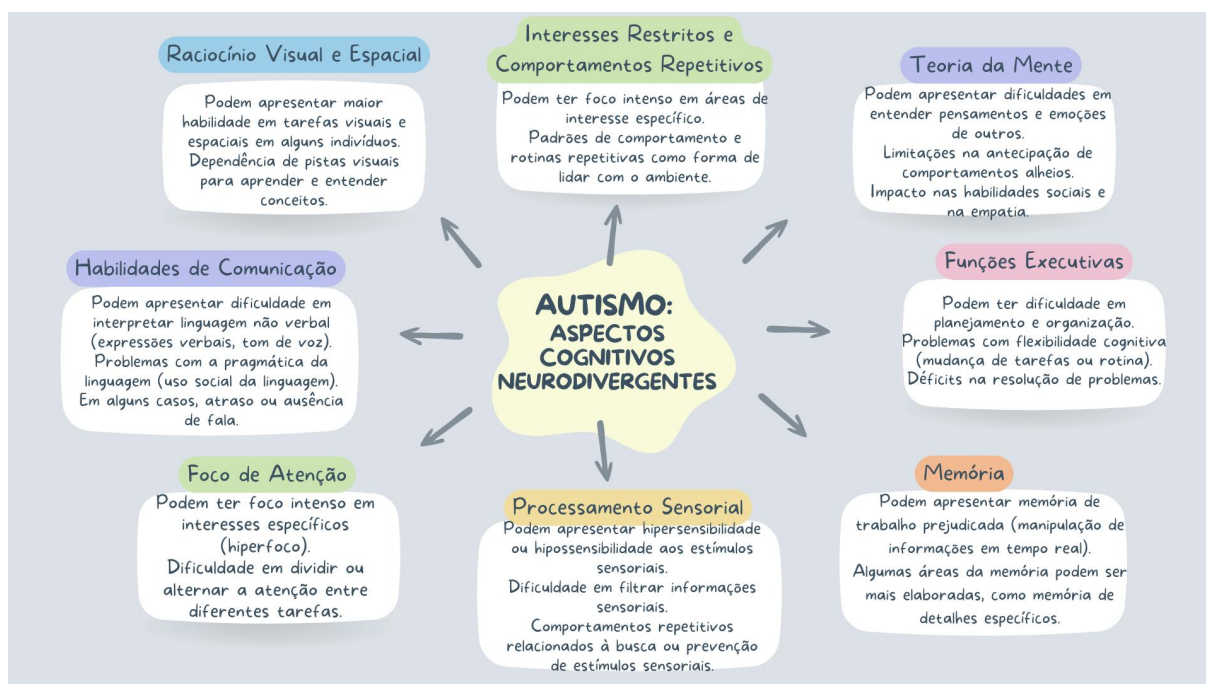 Raciocínio Visual e Espacial
Podem apresentar maior
habilidade em tarefas visuais e
espaciais em alguns indivíduos.
Dependência de pistas visuais
para aprender e entender
conceitos.
Interesses Restritos e
Comportamentos Repetitivos
Podem ter foco intenso em áreas de
interesse específico.
Padrões de comportamento e
rotinas repetitivas como forma de
lidar com o ambiente.
Teoria da Mente
Podem apresentar dificuldades em
entender pensamentos e emoções
de outros.
Limitações na antecipação de
comportamentos alheios.
Impacto nas habilidades sociais e
na empatia.
Habilidades de Comunicação
Podem apresentar dificuldade em
interpretar linguagem não verbal
(expressões verbais, tom de voz).
Problemas com a pragmática da
linguagem (uso social da linguagem).
Em alguns casos, atraso ou ausência
de fala.
AUTISMO:
ASPECTOS
COGNITIVOS
NEURODIVERGENTES
Funções Executivas
Podem ter dificuldade em
planejamento e organização.
Problemas com flexibilidade cognitiva
(mudança de tarefas ou rotina).
Déficits na resolução de problemas.
Foco de Atenção
Podem ter foco intenso em
interesses específicos
(hiperfoco).
Dificuldade em dividir ou
alternar a atenção entre
diferentes tarefas.
Processamento Sensorial
Podem apresentar hipersensibilidade
ou hipossensibilidade aos estímulos
sensoriais.
Dificuldade em filtrar informações
sensoriais.
Comportamentos repetitivos
relacionados à busca ou prevenção
de estímulos sensoriais.
Memória
Podem apresentar memória de
trabalho prejudicada (manipulação de
informações em tempo real).
Algumas áreas da memória podem ser
mais elaboradas, como memória de
detalhes específicos.